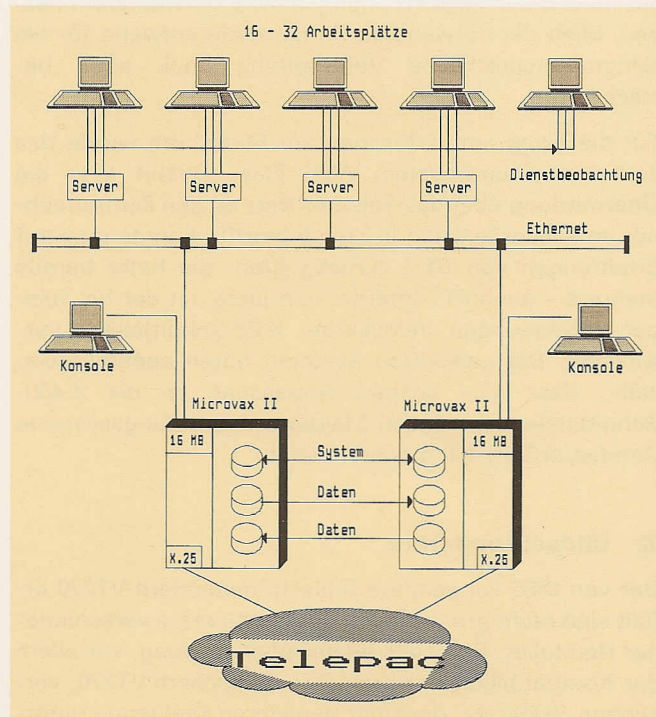 16 - 32 Arbeitsplätze
Server Server Server Server
Dienstbeobachtung
Ethernet
Konsole Konsole
Microvax II Microvax II
16 MB System 16 MB
Daten
Daten
X.25 X.25
Telepac